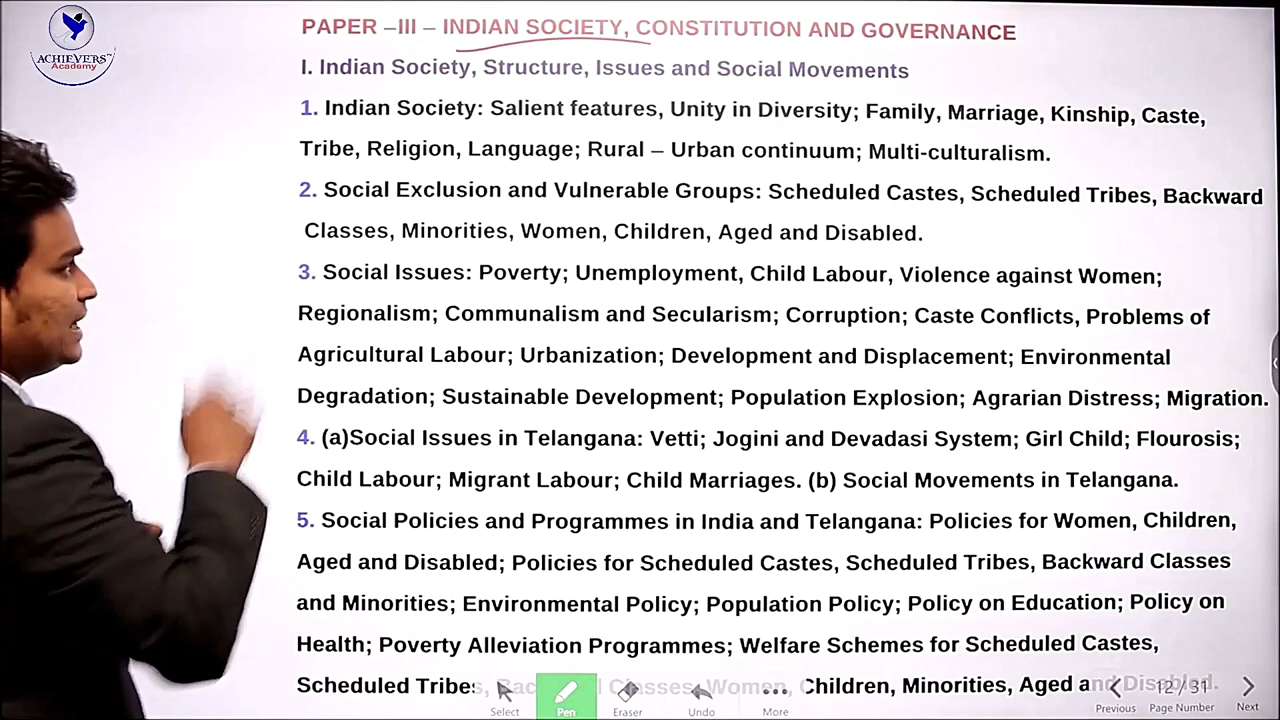 ACHIEVERS
Academy
PAPER –III – INDIAN SOCIETY, CONSTITUTION AND GOVERNANCE
I. Indian Society, Structure, Issues and Social Movements
1. Indian Society: Salient features, Unity in Diversity; Family, Marriage, Kinship, Caste,
Tribe, Religion, Language; Rural – Urban continuum; Multi-culturalism.
2. Social Exclusion and Vulnerable Groups: Scheduled Castes, Scheduled Tribes, Backward
Classes, Minorities, Women, Children, Aged and Disabled.
3. Social Issues: Poverty; Unemployment, Child Labour, Violence against Women;
Regionalism; Communalism and Secularism; Corruption; Caste Conflicts, Problems of
Agricultural Labour; Urbanization; Development and Displacement; Environmental
Degradation; Sustainable Development; Population Explosion; Agrarian Distress; Migration.
4. (a)Social Issues in Telangana: Vetti; Jogini and Devadasi System; Girl Child; Flourosis;
Child Labour; Migrant Labour; Child Marriages. (b) Social Movements in Telangana.
5. Social Policies and Programmes in India and Telangana: Policies for Women, Children,
Aged and Disabled; Policies for Scheduled Castes, Scheduled Tribes, Backward Classes
and Minorities; Environmental Policy; Population Policy; Policy on Education; Policy on
Health; Poverty Alleviation Programmes; Welfare Schemes for Scheduled Castes,
Scheduled Tribes, Classes, Women, Children, Minorities, Aged and Disabled.
Select Pen Eraser Undo More Previous 12 / 31 Page Number Next